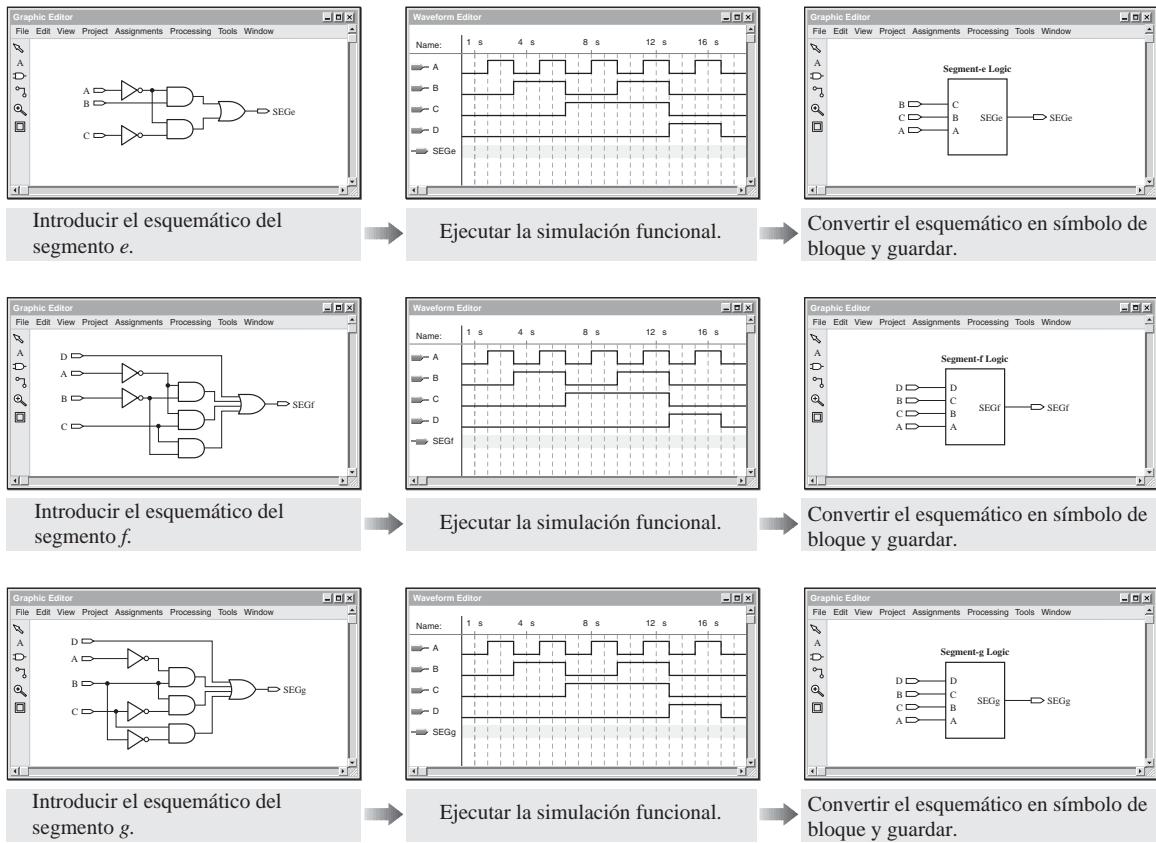 Graphic Editor
File Edit View Project Assignments Processing Tools Window
A
A
B
C
SEGe
Waveform Editor
Name:
1 s 4 s 8 s 12 s 16 s
A
B
C
D
SEGe
Graphic Editor
File Edit View Project Assignments Processing Tools Window
A
Segment-e Logic
B C
C B SEGe SEGe
A A
Introducir el esquemático del
segmento e.
Ejecutar la simulación funcional.
Convertir el esquemático en símbolo de
bloque y guardar.
Graphic Editor
File Edit View Project Assignments Processing Tools Window
A
D
A
B
C
SEGf
Waveform Editor
Name:
1 s 4 s 8 s 12 s 16 s
A
B
C
D
SEGf
Graphic Editor
File Edit View Project Assignments Processing Tools Window
A
Segment-f Logic
D D
B C
C B SEGf SEGf
A A
Introducir el esquemático del
segmento f.
Ejecutar la simulación funcional.
Convertir el esquemático en símbolo de
bloque y guardar.
Graphic Editor
File Edit View Project Assignments Processing Tools Window
A
D
A
B
C
SEGg
Waveform Editor
Name:
1 s 4 s 8 s 12 s 16 s
A
B
C
D
SEGg
Graphic Editor
File Edit View Project Assignments Processing Tools Window
A
Segment-g Logic
D D
B C
C B SEGg SEGg
A A
Introducir el esquemático del
segmento g.
Ejecutar la simulación funcional.
Convertir el esquemático en símbolo de
bloque y guardar.